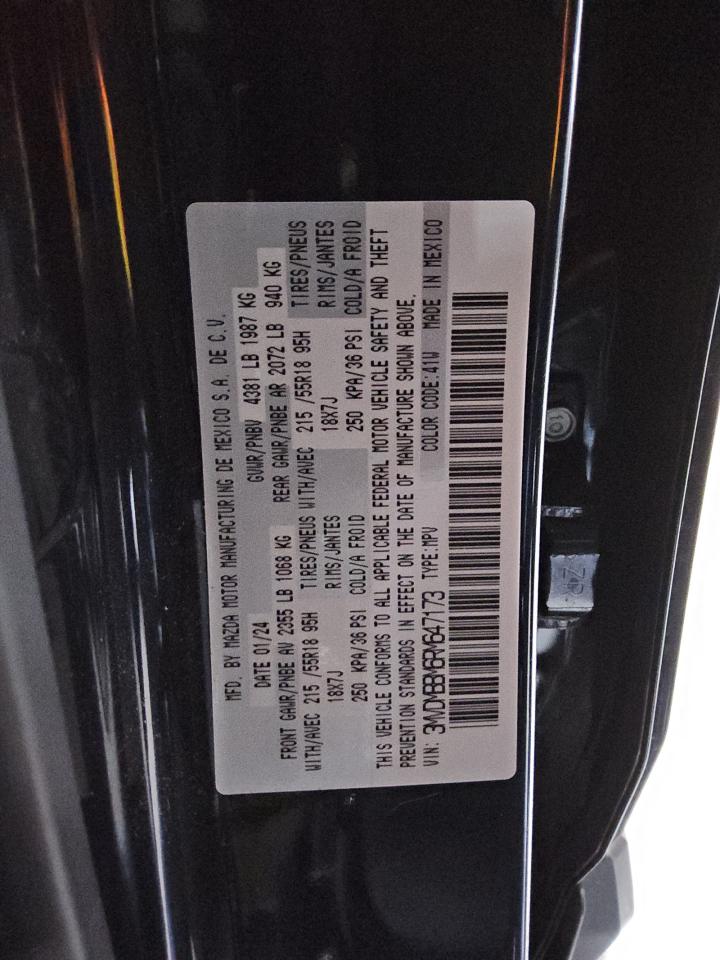 MFD. BY MAZDA MOTOR MANUFACTURING DE MEXICO S.A. DE C.V.
DATE 01/24 GVWR/PNBV 4381 LB 1987 KG
FRONT GAWR/PNBE AV 2355 LB 1068 KG REAR GAWR/PNBE AR 2072 LB 940 KG
WITH/AVEC 215 /55R18 95H TIRES/PNEUS WITH/AVEC 215 /55R18 95H TIRES/PNEUS
18X7J RIMS/JANTES 18X7J RIMS/JANTES
250 KPA/36 PSI COLD/A FROID 250 KPA/36 PSI COLD/A FROID
THIS VEHICLE CONFORMS TO ALL APPLICABLE FEDERAL MOTOR VEHICLE SAFETY AND THEFT
PREVENTION STANDARDS IN EFFECT ON THE DATE OF MANUFACTURE SHOWN ABOVE.
VIN: 3MVDMBBM6RM647173 TYPE:MPV COLOR CODE:41W MADE IN MEXICO